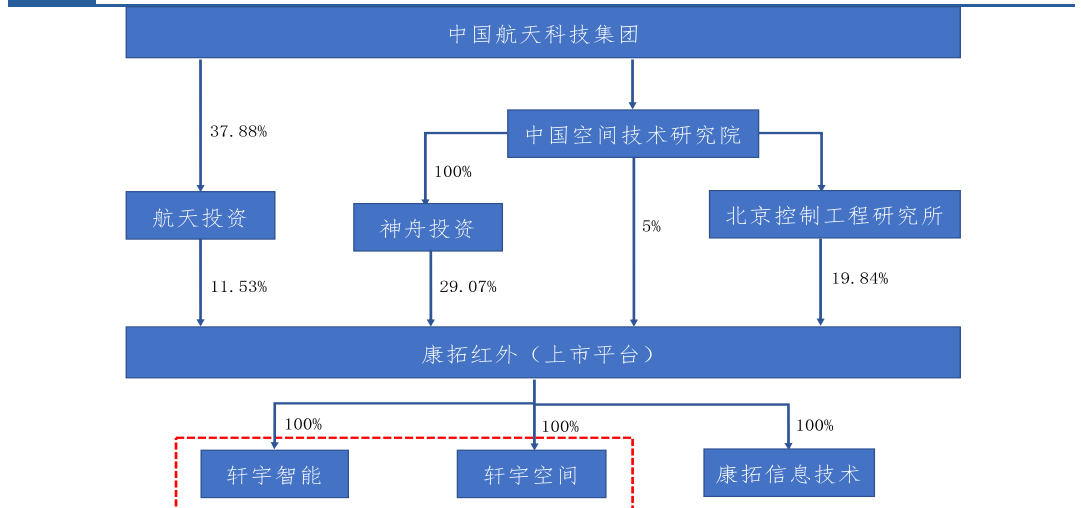 中国航天科技集团
37.88%
中国空间技术研究院
100%
航天投资
神舟投资
5%
北京控制工程研究所
11.53%
29.07%
19.84%
康拓红外（上市平台）
100%
100%
100%
轩宇智能
轩宇空间
康拓信息技术